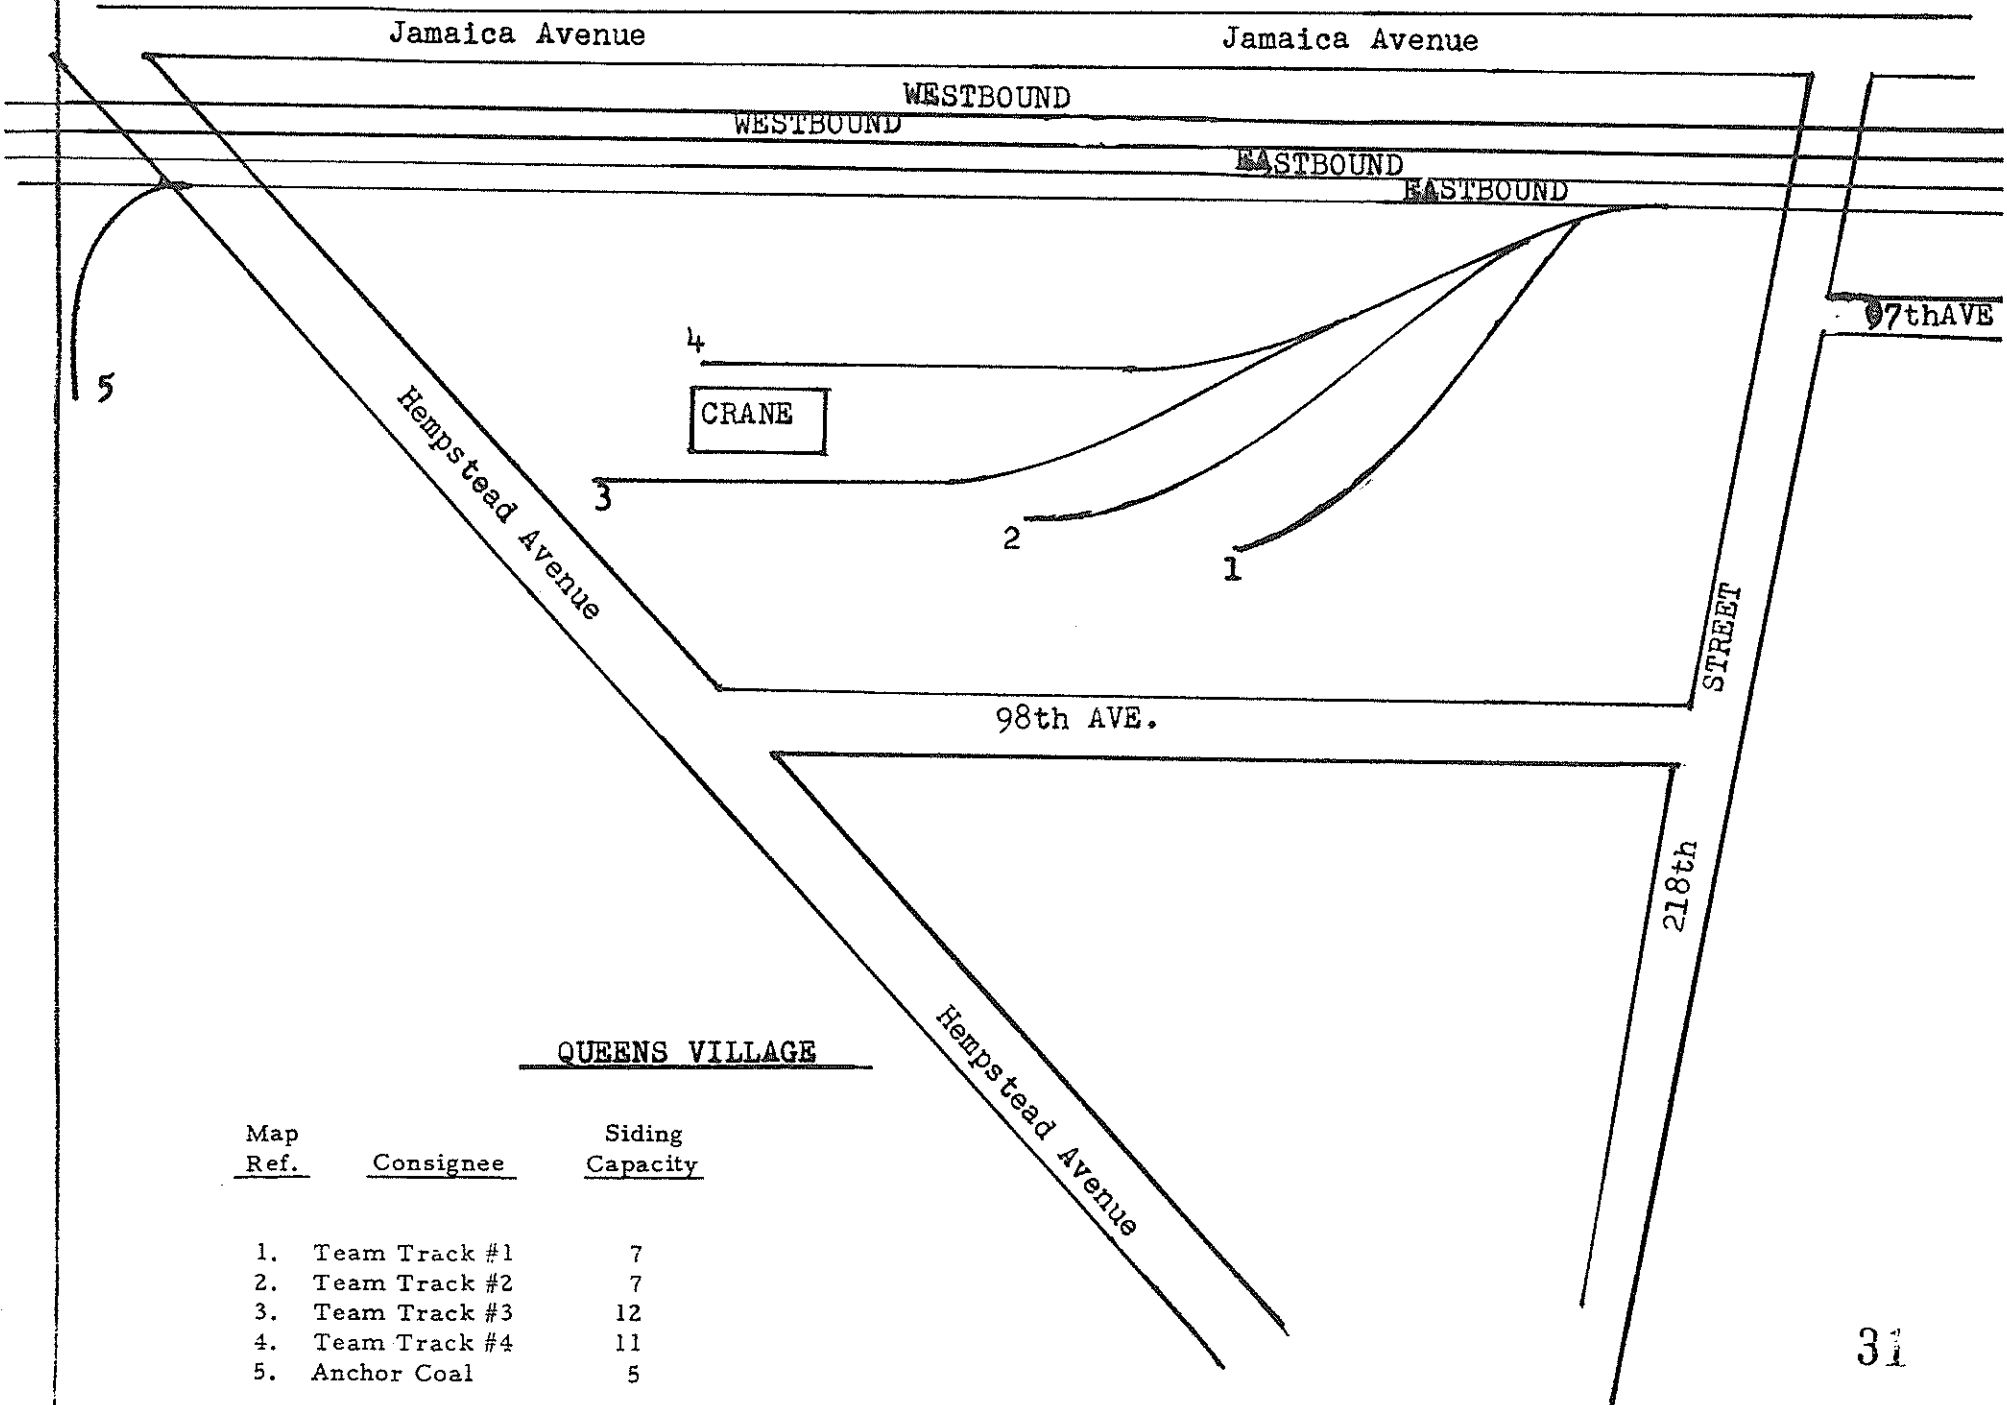 Jamaica Avenue
Jamaica Avenue
WESTBOUND
WESTBOUND
EASTBOUND
EASTBOUND
97thAVE
4
5
CRANE
Hempstead Avenue
3
2
1
STREET
98th AVE.
218th
Hempstead Avenue
QUEENS VILLAGE
Map Ref. Consignee Siding Capacity
1. Team Track #1 7
2. Team Track #2 7
3. Team Track #3 12
4. Team Track #4 11
5. Anchor Coal 5
31